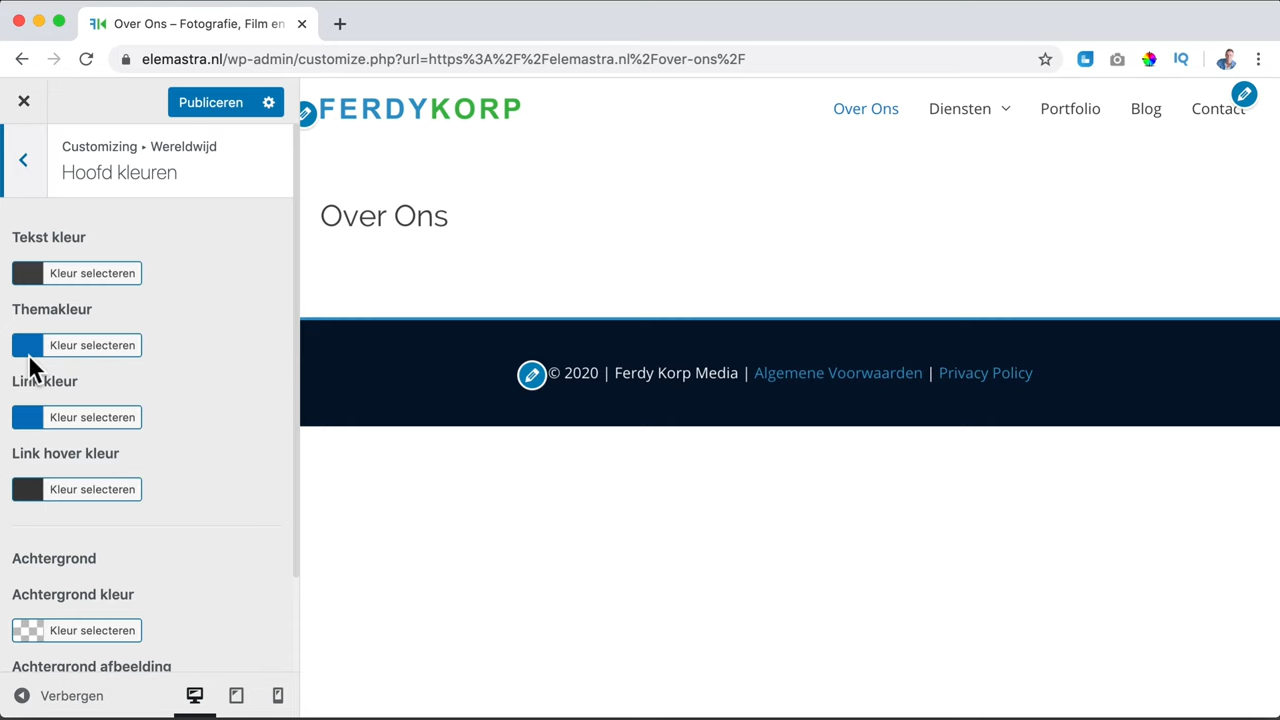 Over Ons – Fotografie, Film en
elemastra.nl/wp-admin/customize.php?url=https%3A%2F%2Felemastra.nl%2Fover-ons%2F
IQ
Publiceren
Customizing ▸ Wereldwijd
Hoofd kleuren
Tekst kleur
Kleur selecteren
Themakleur
Kleur selecteren
Link kleur
Kleur selecteren
Link hover kleur
Kleur selecteren
Achtergrond
Achtergrond kleur
Kleur selecteren
Achtergrond afbeelding
Verbergen
FERDYKORP
Over Ons Diensten Portfolio Blog Contact
Over Ons
© 2020 | Ferdy Korp Media | Algemene Voorwaarden | Privacy Policy